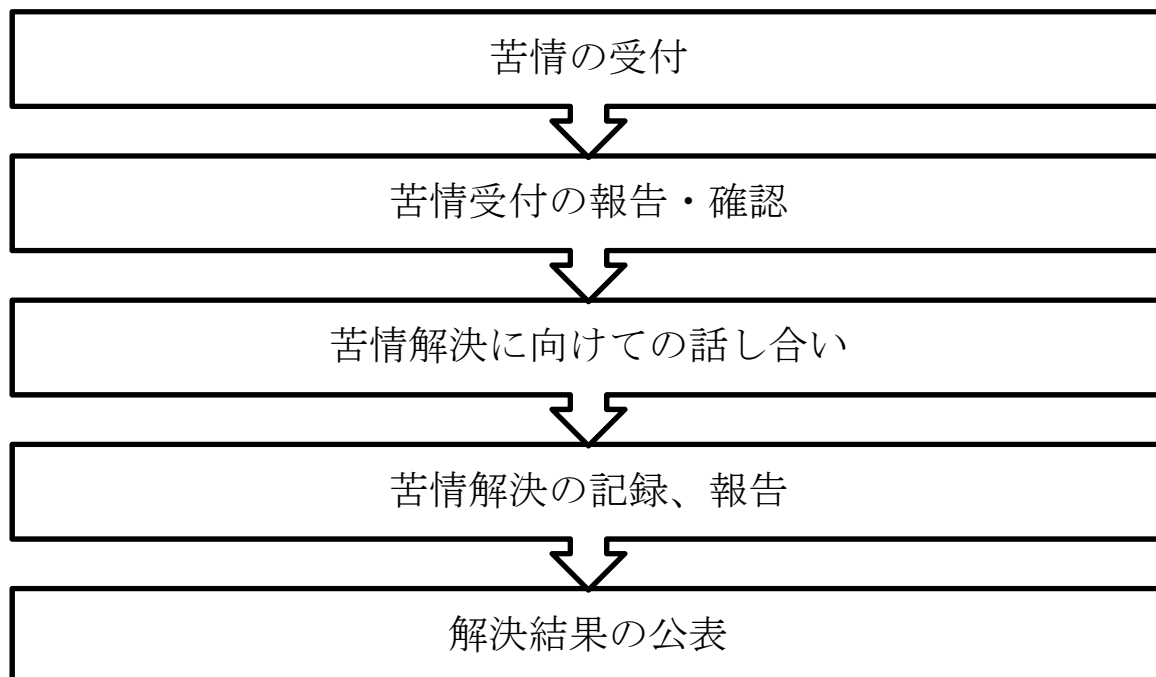 苦情の受付
苦情受付の報告・確認
苦情解決に向けての話し合い
苦情解決の記録、報告
解決結果の公表